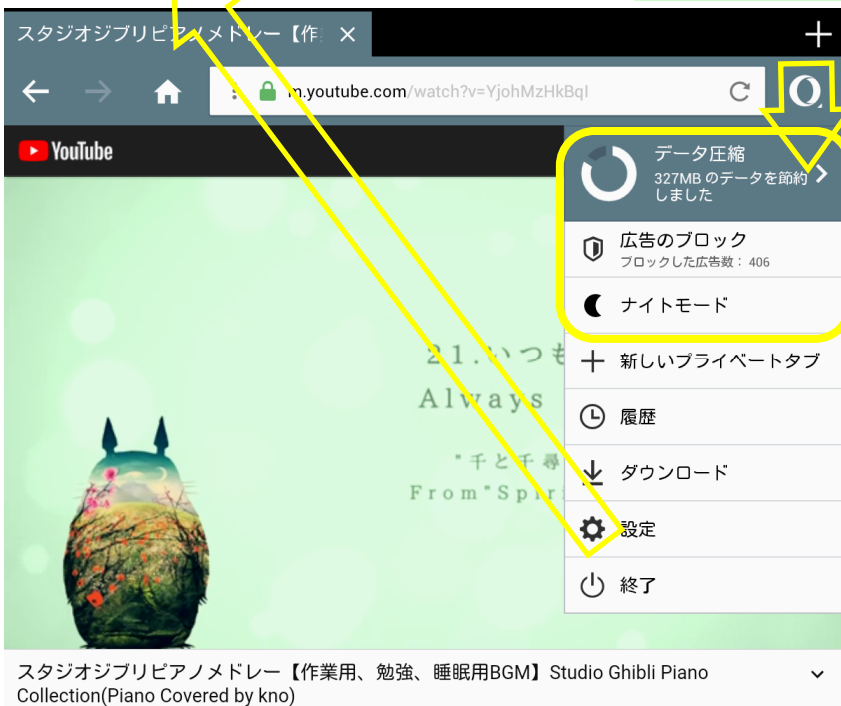 スタジオジブリピアノメドレー【作
m.youtube.com/watch?v=YjohMzHkBqI
YouTube
データ圧縮
327MB のデータを節約
しました
広告のブロック
ブロックした広告数： 406
ナイトモード
新しいプライベートタブ
履歴
ダウンロード
設定
終了
21.いつも
Always
"千と千尋
From"Spiri
スタジオジブリピアノメドレー【作業用、勉強、睡眠用BGM】Studio Ghibli Piano
Collection(Piano Covered by kno)